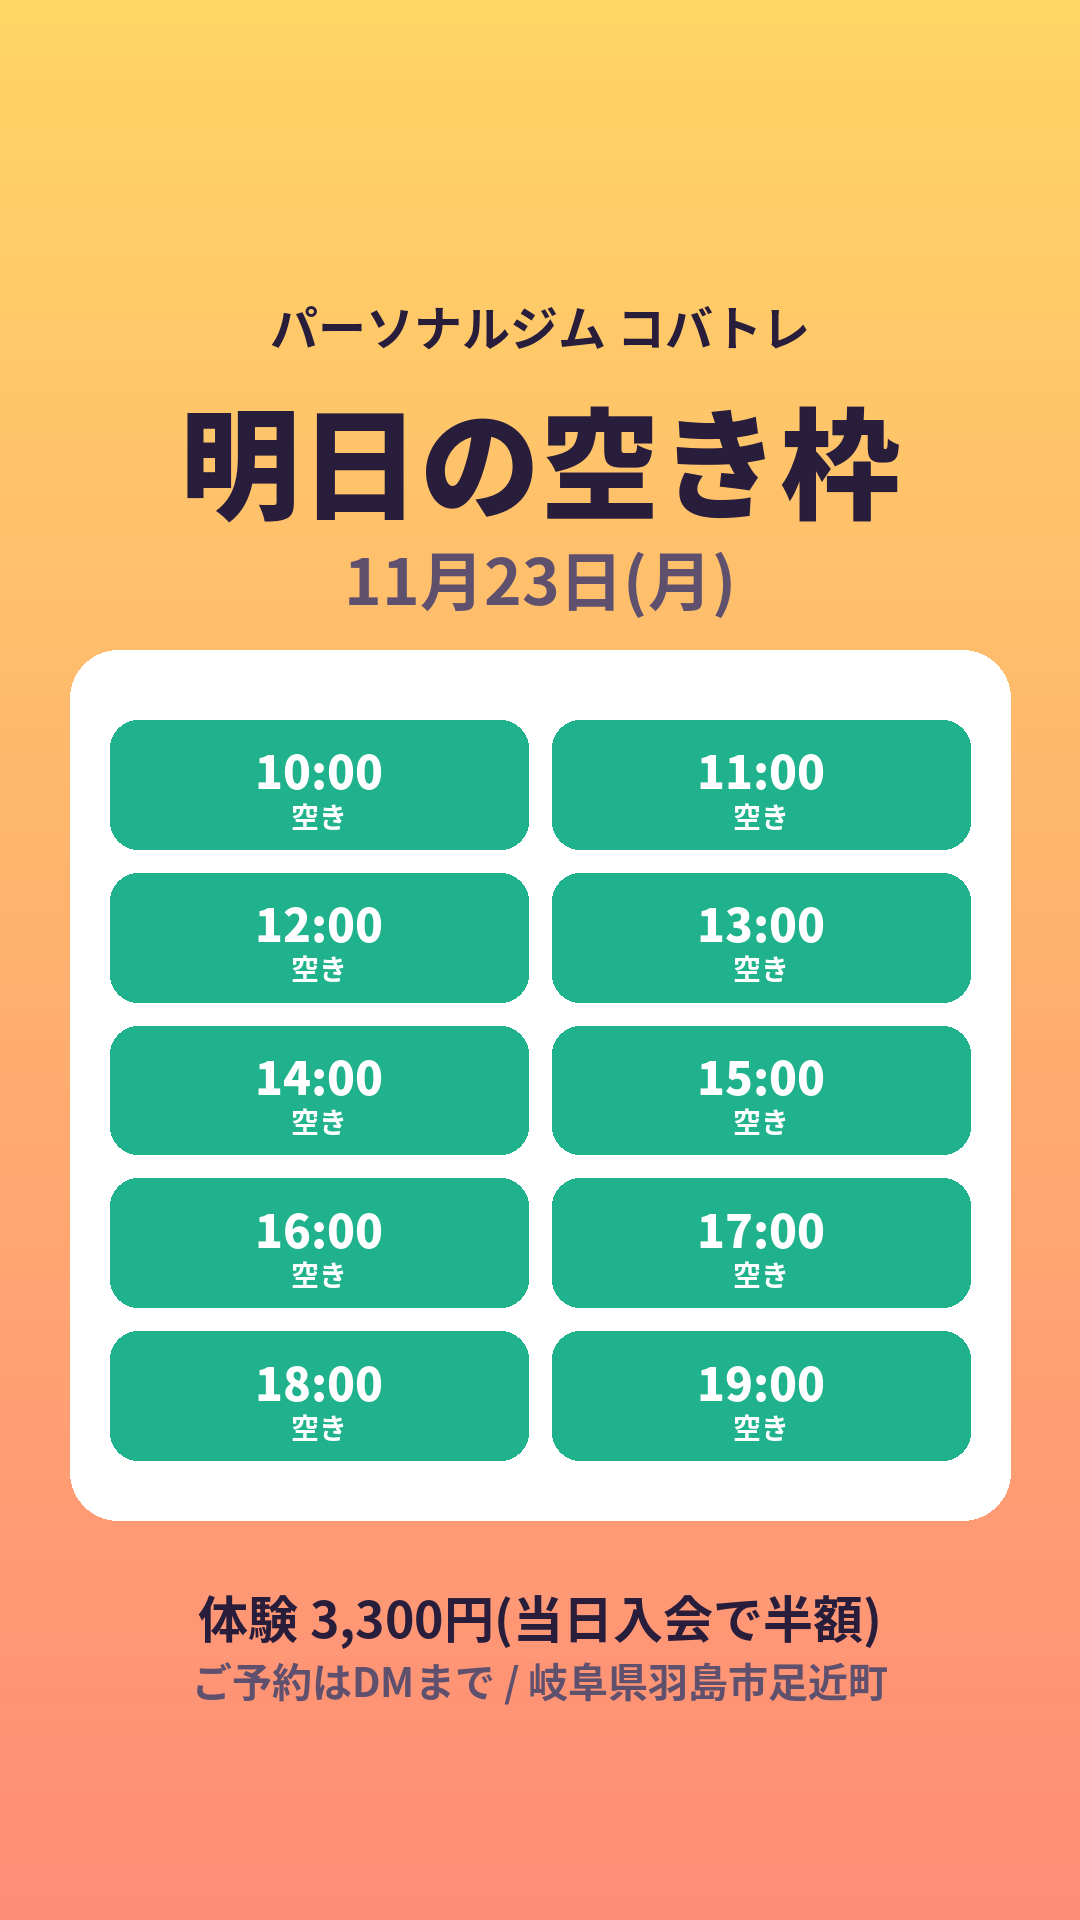 パーソナルジム コバトレ
明日の空き枠
11月23日(月)
10:00
空き
11:00
空き
12:00
空き
13:00
空き
14:00
空き
15:00
空き
16:00
空き
17:00
空き
18:00
空き
19:00
空き
体験 3,300円(当日入会で半額)
ご予約はDMまで / 岐阜県羽島市足近町